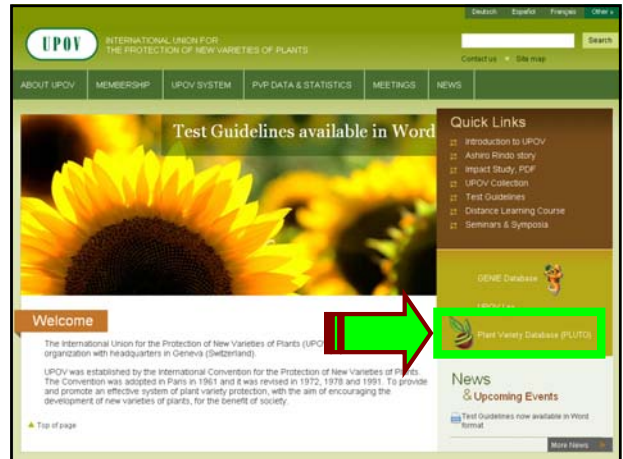 Deutsch Español Français Other
UPOV
INTERNATIONAL UNION FOR
THE PROTECTION OF NEW VARIETIES OF PLANTS
Search
Contact us Site map
ABOUT UPOV MEMBERSHIP UPOV SYSTEM PVP DATA & STATISTICS MEETINGS NEWS
Test Guidelines available in Word
Quick Links
Introduction to UPOV
Ashiro Rindo story
Impact Study, PDF
UPOV Collection
Test Guidelines
Distance Learning Course
Seminars & Symposia
GENIE Database
UPOV Lex
Plant Variety Database (PLUTO)
Welcome
The International Union for the Protection of New Varieties of Plants (UPOV)
organization with headquarters in Geneva (Switzerland).
UPOV was established by the International Convention for the Protection of New Varieties of Plants.
The Convention was adopted in Paris in 1961 and it was revised in 1972, 1978 and 1991. To provide
and promote an effective system of plant variety protection, with the aim of encouraging the
development of new varieties of plants, for the benefit of society.
Top of page
News
& Upcoming Events
Test Guidelines now available in Word
format
More News